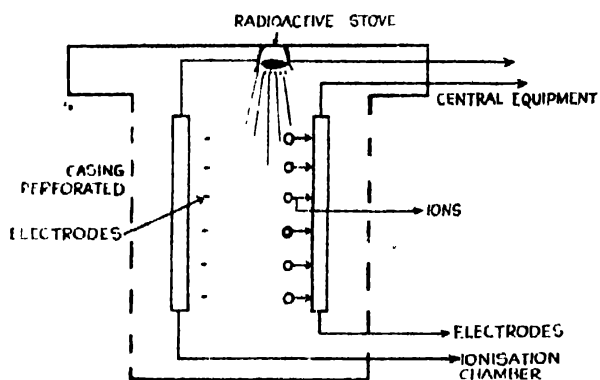 RADIOACTIVE STOVE
CENTRAL EQUIPMENT
CASING
PERFORATED
ELECTRODES
IONS
ELECTRODES
IONISATION
CHAMBER